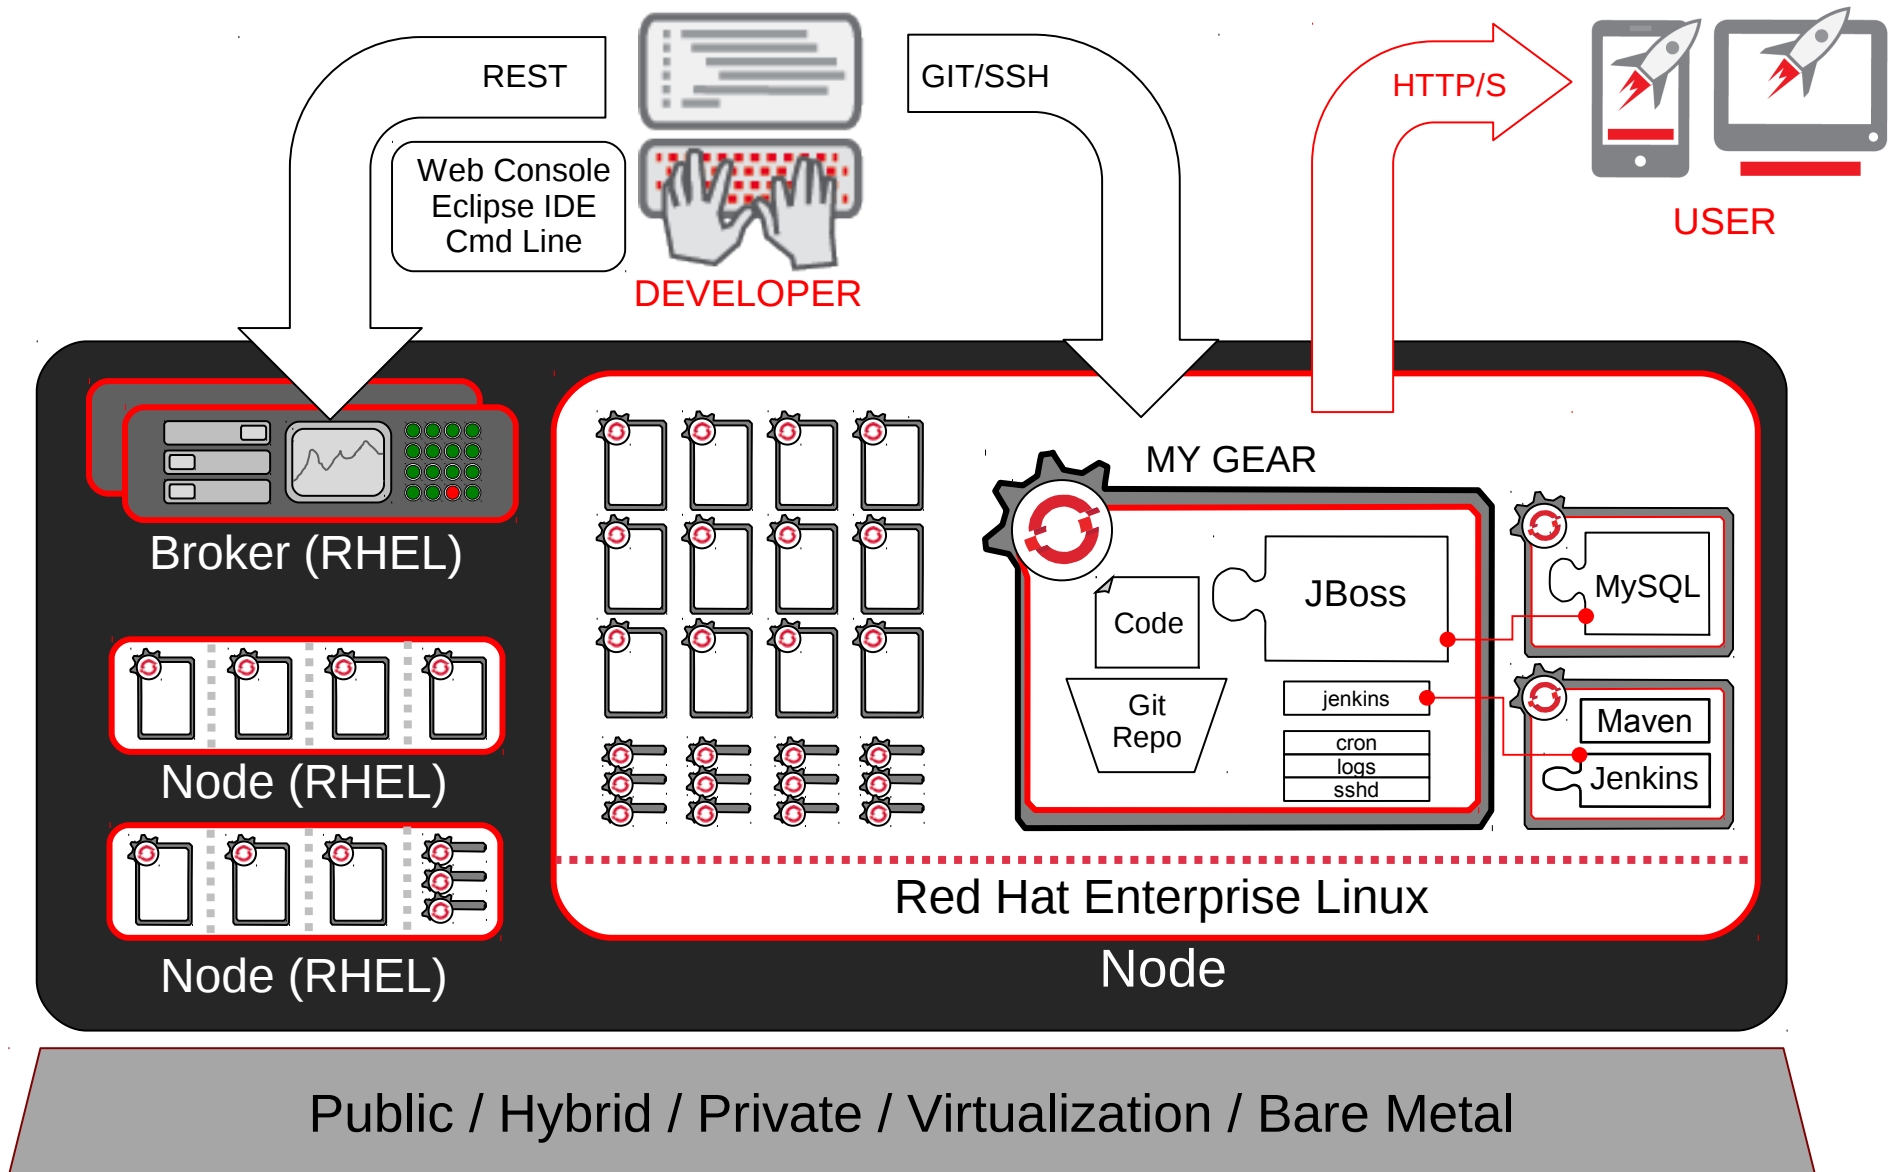 REST
GIT/SSH
HTTP/S
Web Console
Eclipse IDE
Cmd Line
DEVELOPER
USER
MY GEAR
Broker (RHEL)
JBoss
MySQL
Code
Git
Repo
jenkins
cron
logs
sshd
Maven
Jenkins
Node (RHEL)
Node (RHEL)
Red Hat Enterprise Linux
Node
Public / Hybrid / Private / Virtualization / Bare Metal